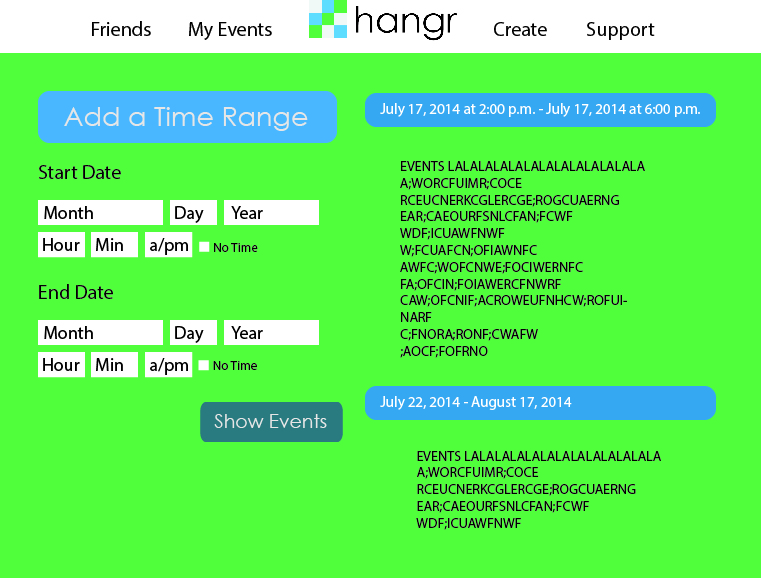 Friends My Events hangr Create Support
Add a Time Range
Start Date
Month Day Year
Hour Min a/pm No Time
End Date
Month Day Year
Hour Min a/pm No Time
Show Events
July 17, 2014 at 2:00 p.m. - July 17, 2014 at 6:00 p.m.
EVENTS LALALALALALALALALALALALALA
A;WORCFUIMR;COCE
RCEUCNERKCGLERCGE;ROGCUAERNG
EAR;CAEOURFSNLCFAN;FCWF
WDF;ICUAWFNWF
W;FCUAFCN;OFIAWNFC
AWFC;WOFCNWE;FOCIWERNFC
FA;OFCIN;FOIAWERCFNWRF
CAW;OFCNIF;ACROWEUFNHCW;ROFUI-
NARF
C;FNORA;RONF;CWAFW
;AOCF;FOFRNO
July 22, 2014 - August 17, 2014
EVENTS LALALALALALALALALALALALALA
A;WORCFUIMR;COCE
RCEUCNERKCGLERCGE;ROGCUAERNG
EAR;CAEOURFSNLCFAN;FCWF
WDF;ICUAWFNWF